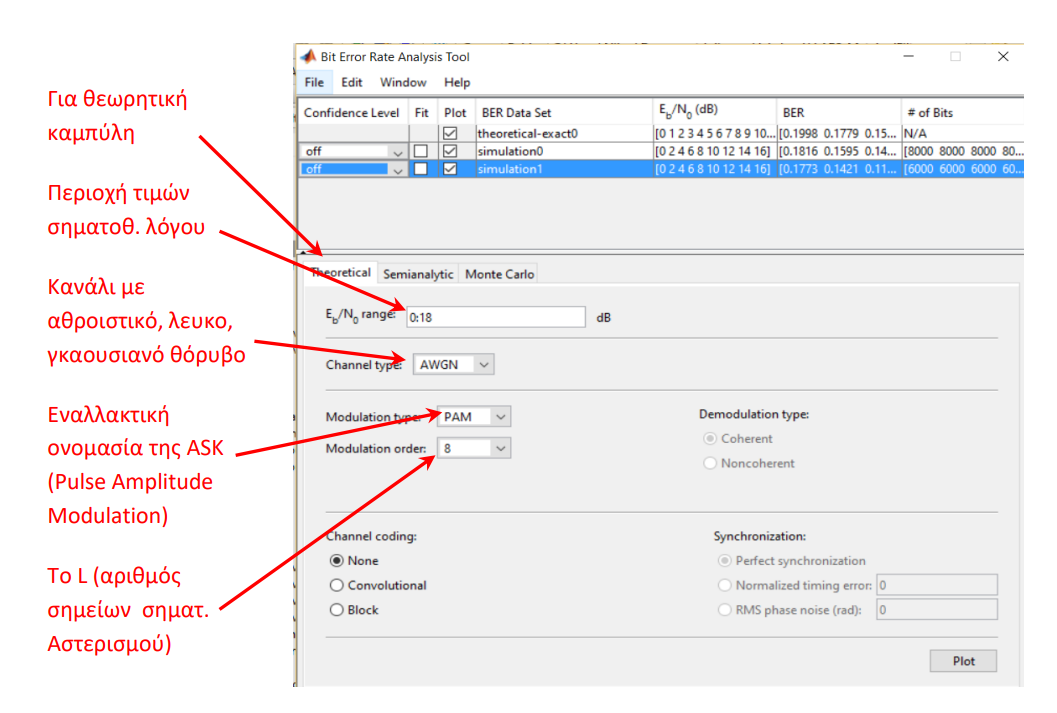 Bit Error Rate Analysis Tool
File Edit Window Help
Confidence Level Fit Plot BER Data Set Eb/N0 (dB) BER # of Bits
theoretical-exact0 [0 1 2 3 4 5 6 7 8 9 10... [0.1998 0.1779 0.15... N/A
off simulation0 [0 2 4 6 8 10 12 14 16] [0.1816 0.1595 0.14... [8000 8000 8000 80...
off simulation1 [0 2 4 6 8 10 12 14 16] [0.1773 0.1421 0.11... [6000 6000 6000 60...
Για θεωρητική
καμπύλη
Περιοχή τιμών
σηματοθ. λόγου
Κανάλι με
αθροιστικό, λευκο,
γκαουσιανό θόρυβο
Εναλλακτική
ονομασία της ASK
(Pulse Amplitude
Modulation)
Το L (αριθμός
σημείων σηματ.
Αστερισμού)
Theoretical Semianalytic Monte Carlo
Eb/N0 range: 0:18 dB
Channel type: AWGN
Modulation type: PAM
Modulation order: 8
Demodulation type:
Coherent
Noncoherent
Channel coding:
None
Convolutional
Block
Synchronization:
Perfect synchronization
Normalized timing error: 0
RMS phase noise (rad): 0
Plot